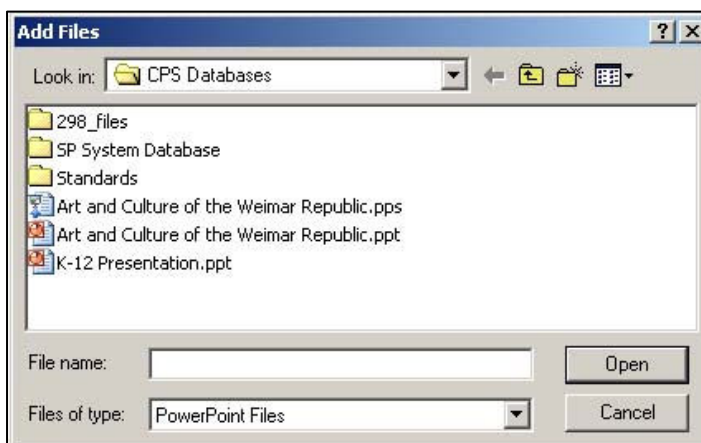 Add Files
Look in: CPS Databases
298_files
SP System Database
Standards
Art and Culture of the Weimar Republic.pps
Art and Culture of the Weimar Republic.ppt
K-12 Presentation.ppt
File name: Open
Files of type: PowerPoint Files Cancel